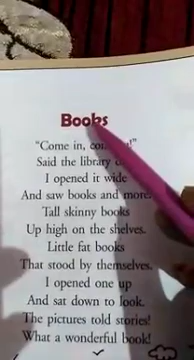 Books
"Come in, co
Said the library
I opened it wide
And saw books and more.
Tall skinny books
Up high on the shelves.
Little fat books
That stood by themselves.
I opened one up
And sat down to look.
The pictures told stories!
What a wonderful book!